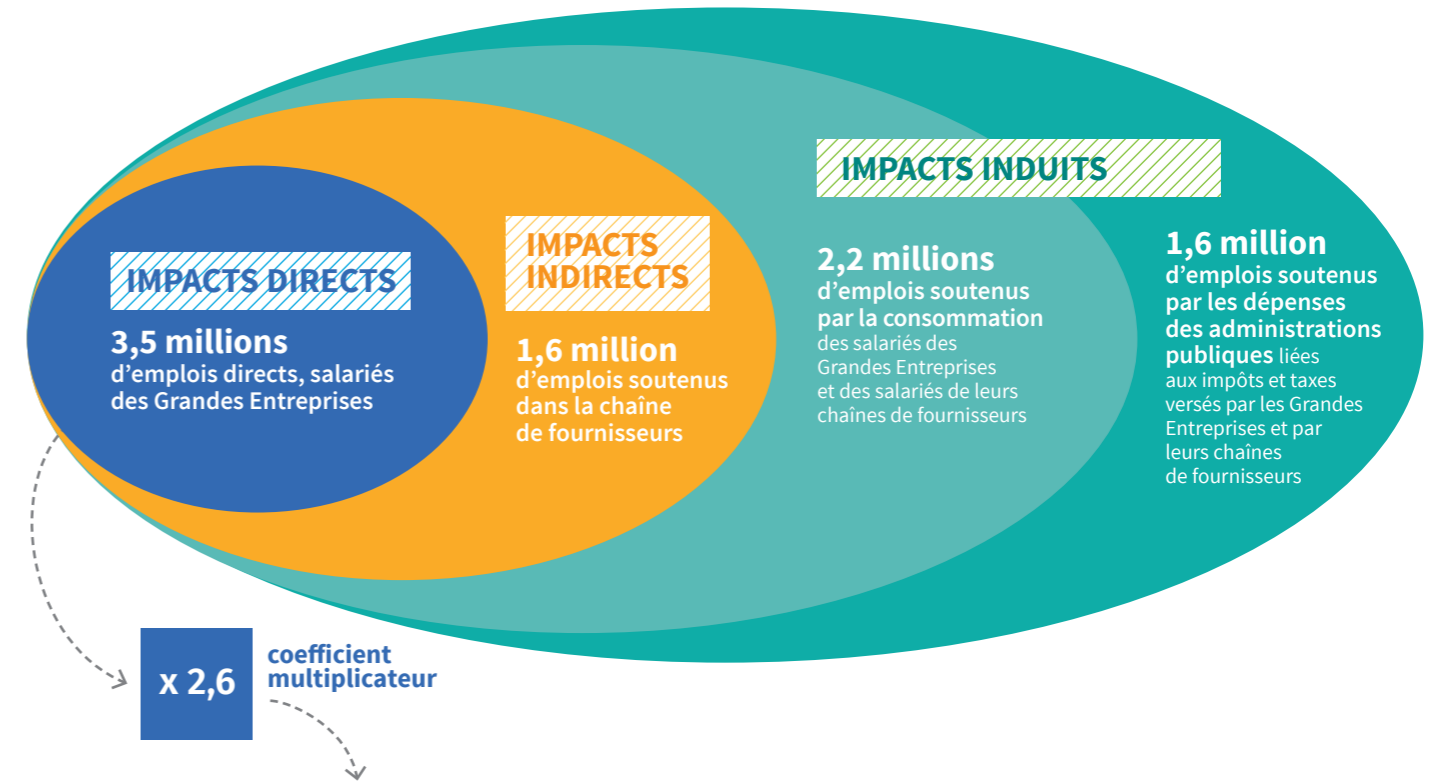 IMPACTS DIRECTS
3,5 millions
d’emplois directs, salariés
des Grandes Entreprises
IMPACTS
INDIRECTS
1,6 million
d’emplois soutenus
dans la chaîne
de fournisseurs
IMPACTS INDUITS
2,2 millions
d’emplois soutenus
par la consommation
des salariés des
Grandes Entreprises
et des salariés de leurs
chaînes de fournisseurs
1,6 million
d’emplois soutenus
par les dépenses
des administrations
publiques liées
aux impôts et taxes
versés par les Grandes
Entreprises et par
leurs chaînes
de fournisseurs
x 2,6
coefficient
multiplicateur